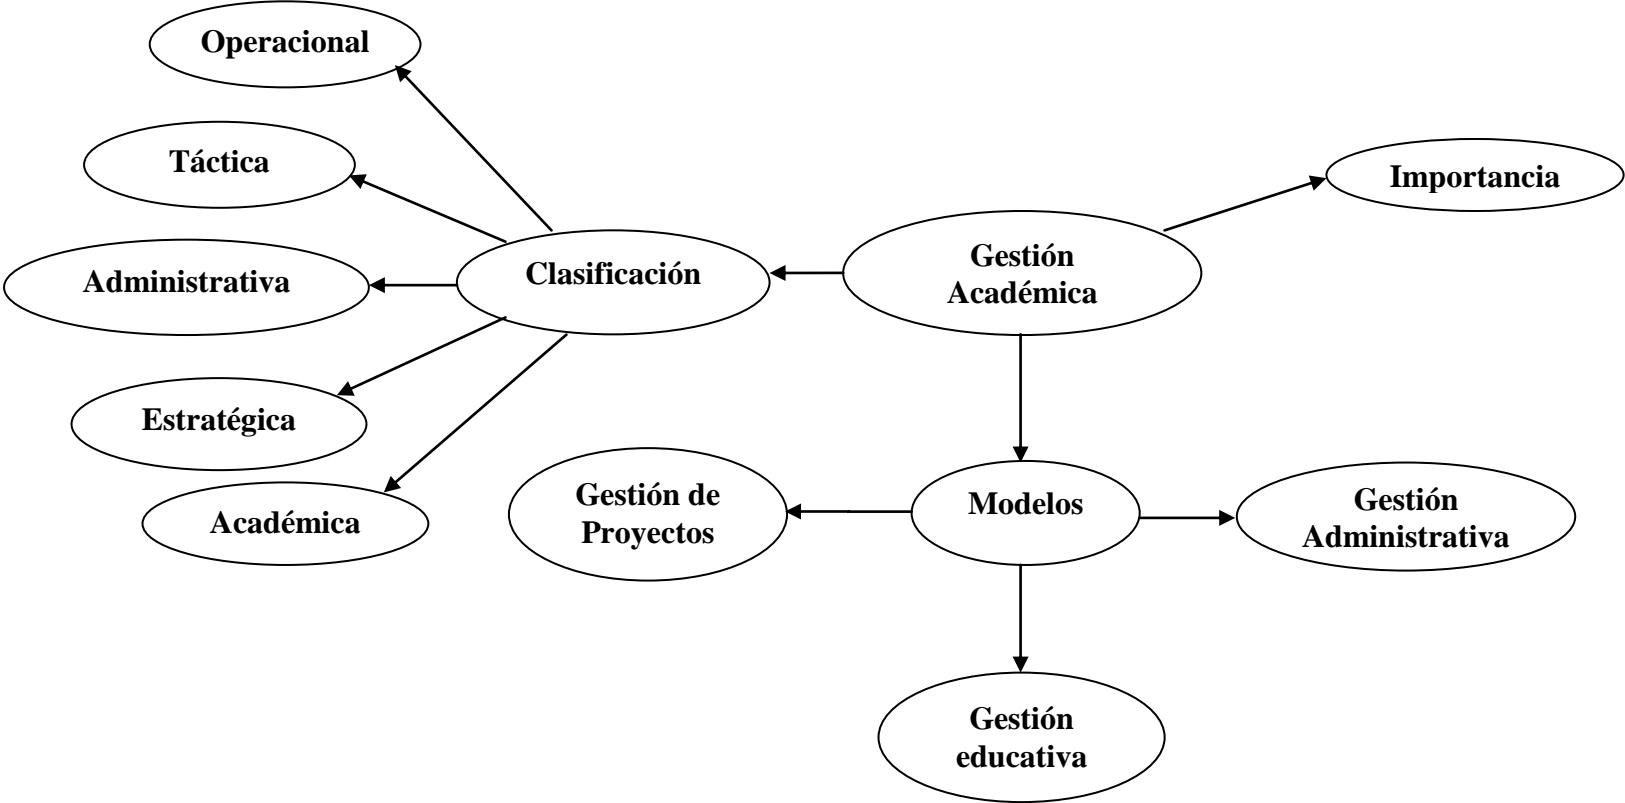 Operacional
Táctica
Importancia
Administrativa
Clasificación
Gestión
Académica
Estratégica
Académica
Gestión de
Proyectos
Modelos
Gestión
Administrativa
Gestión
educativa